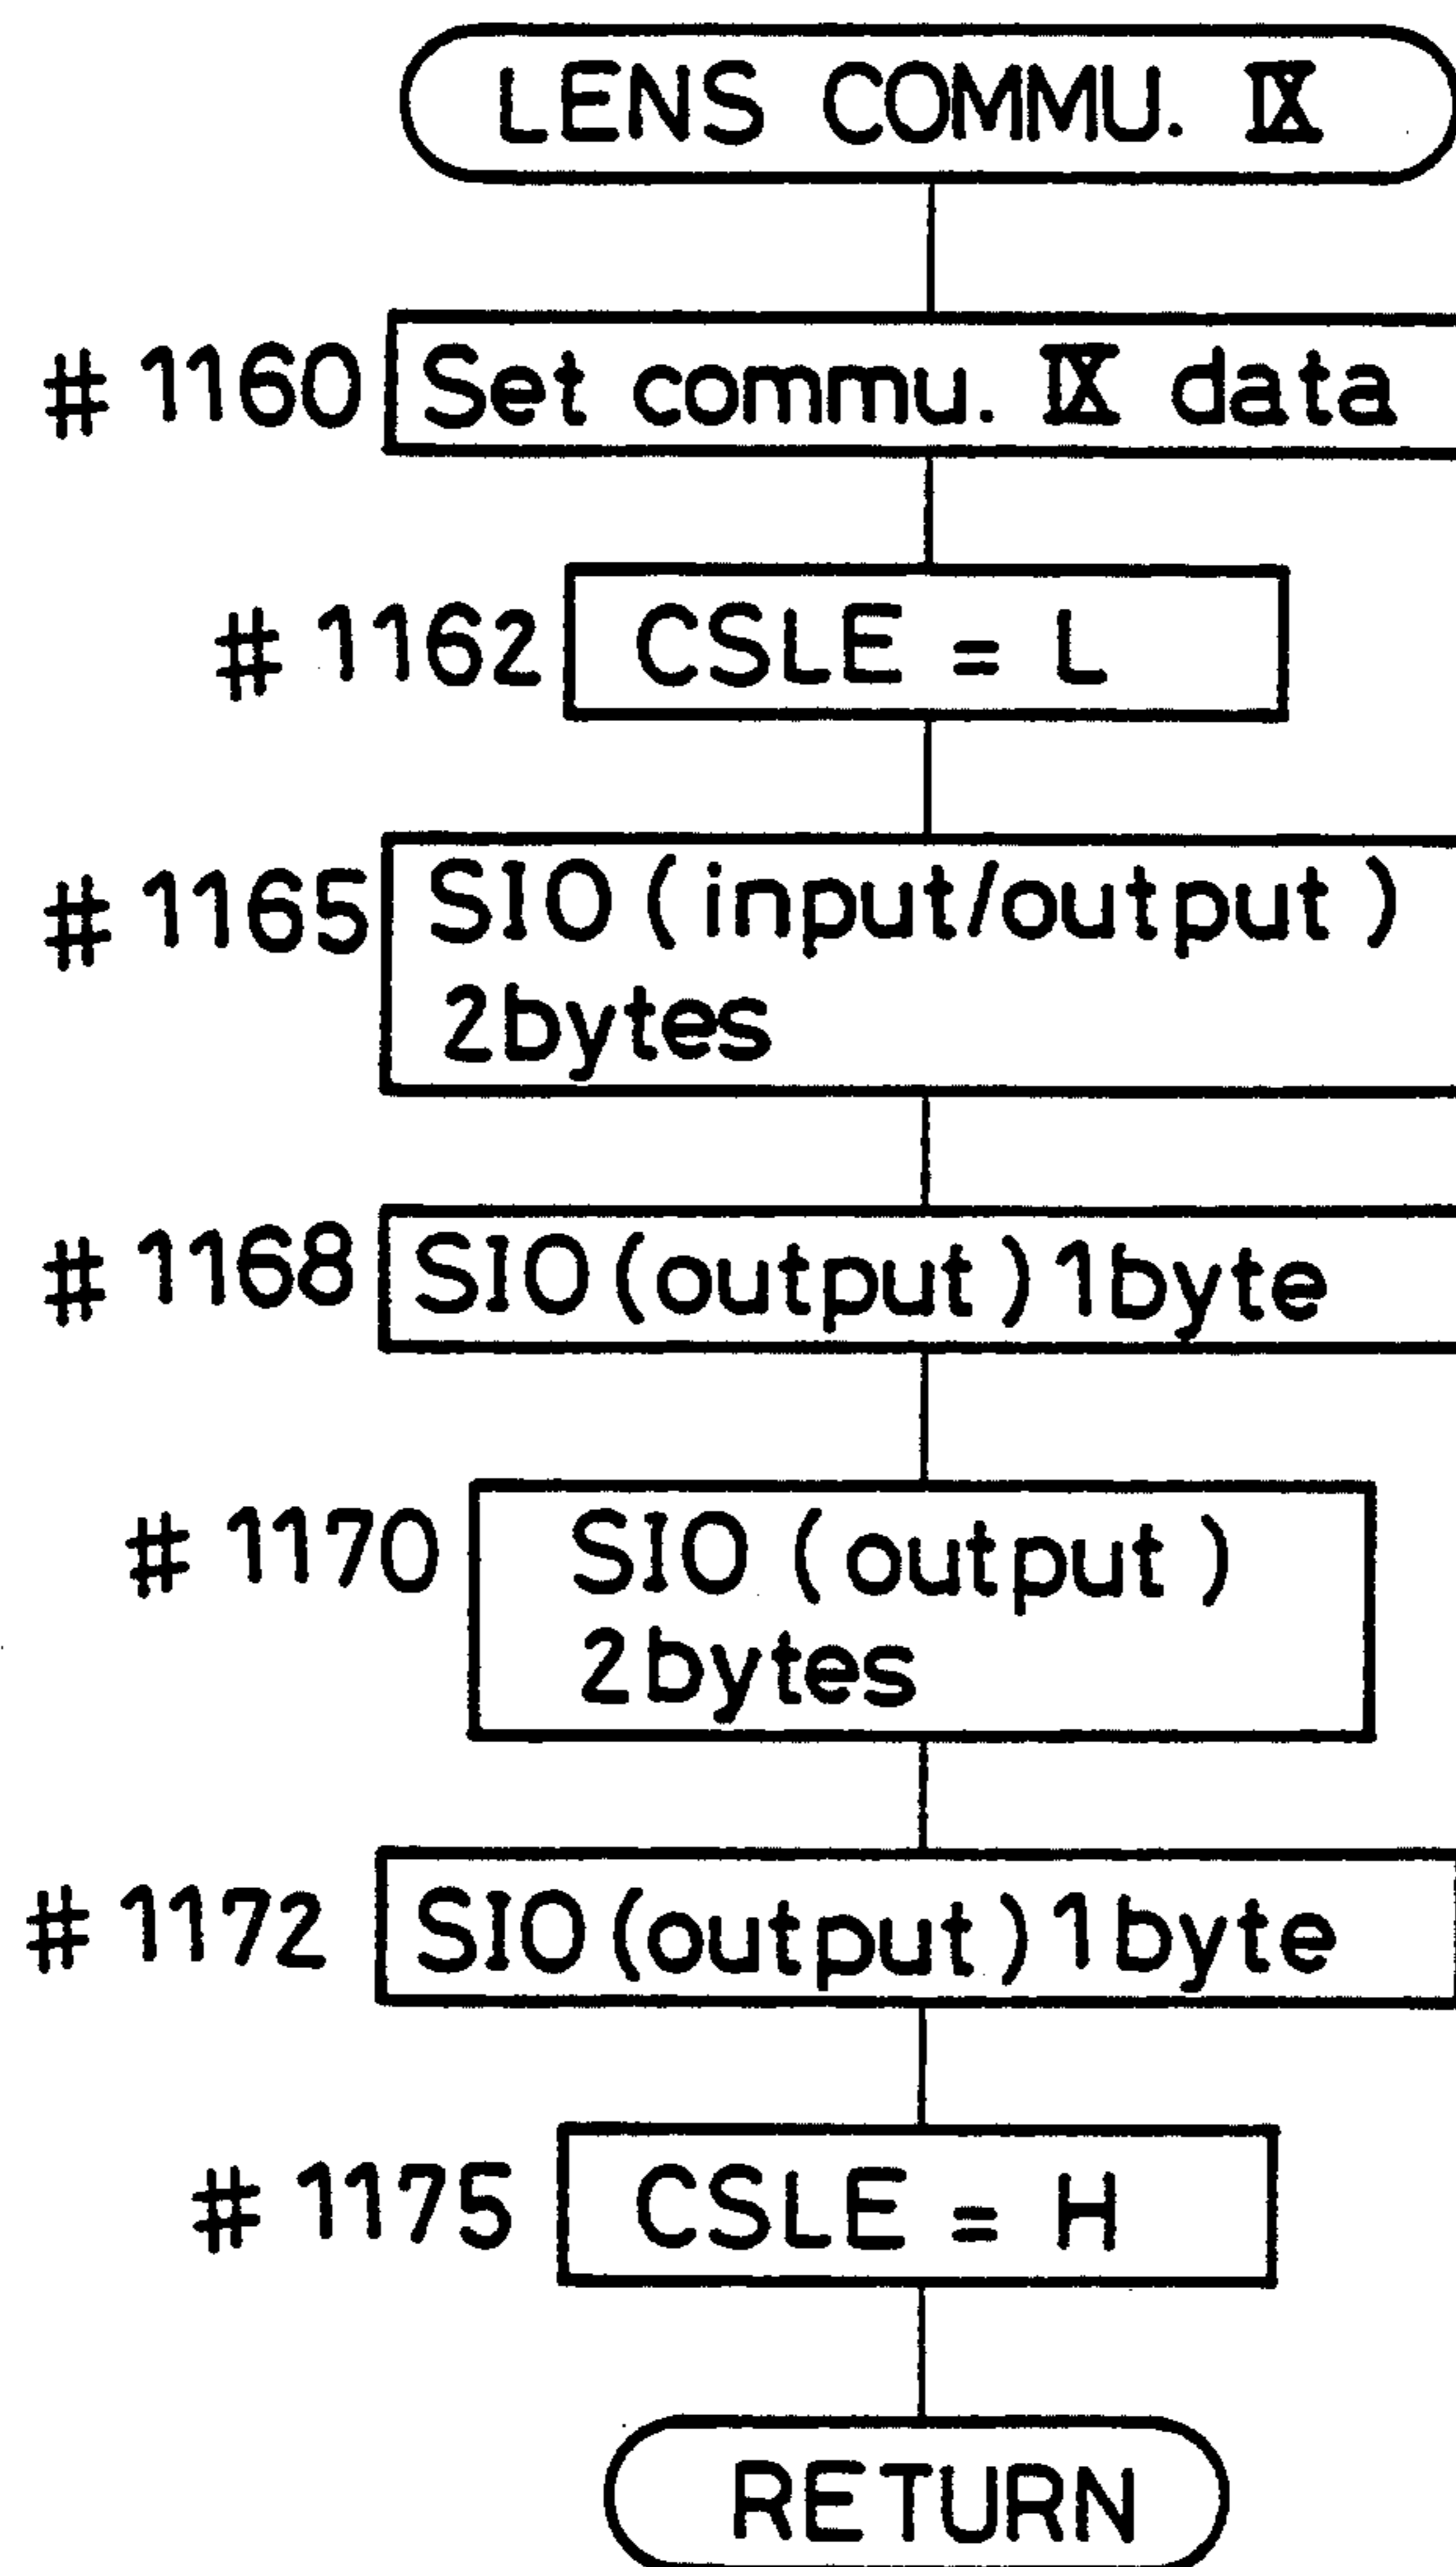 LENS COMMU. IX
# 1160 Set commu. IX data
# 1162 CSLE = L
# 1165 SIO (input/output)
2bytes
# 1168 SIO (output) 1byte
# 1170 SIO (output)
2bytes
# 1172 SIO (output) 1byte
# 1175 CSLE = H
RETURN